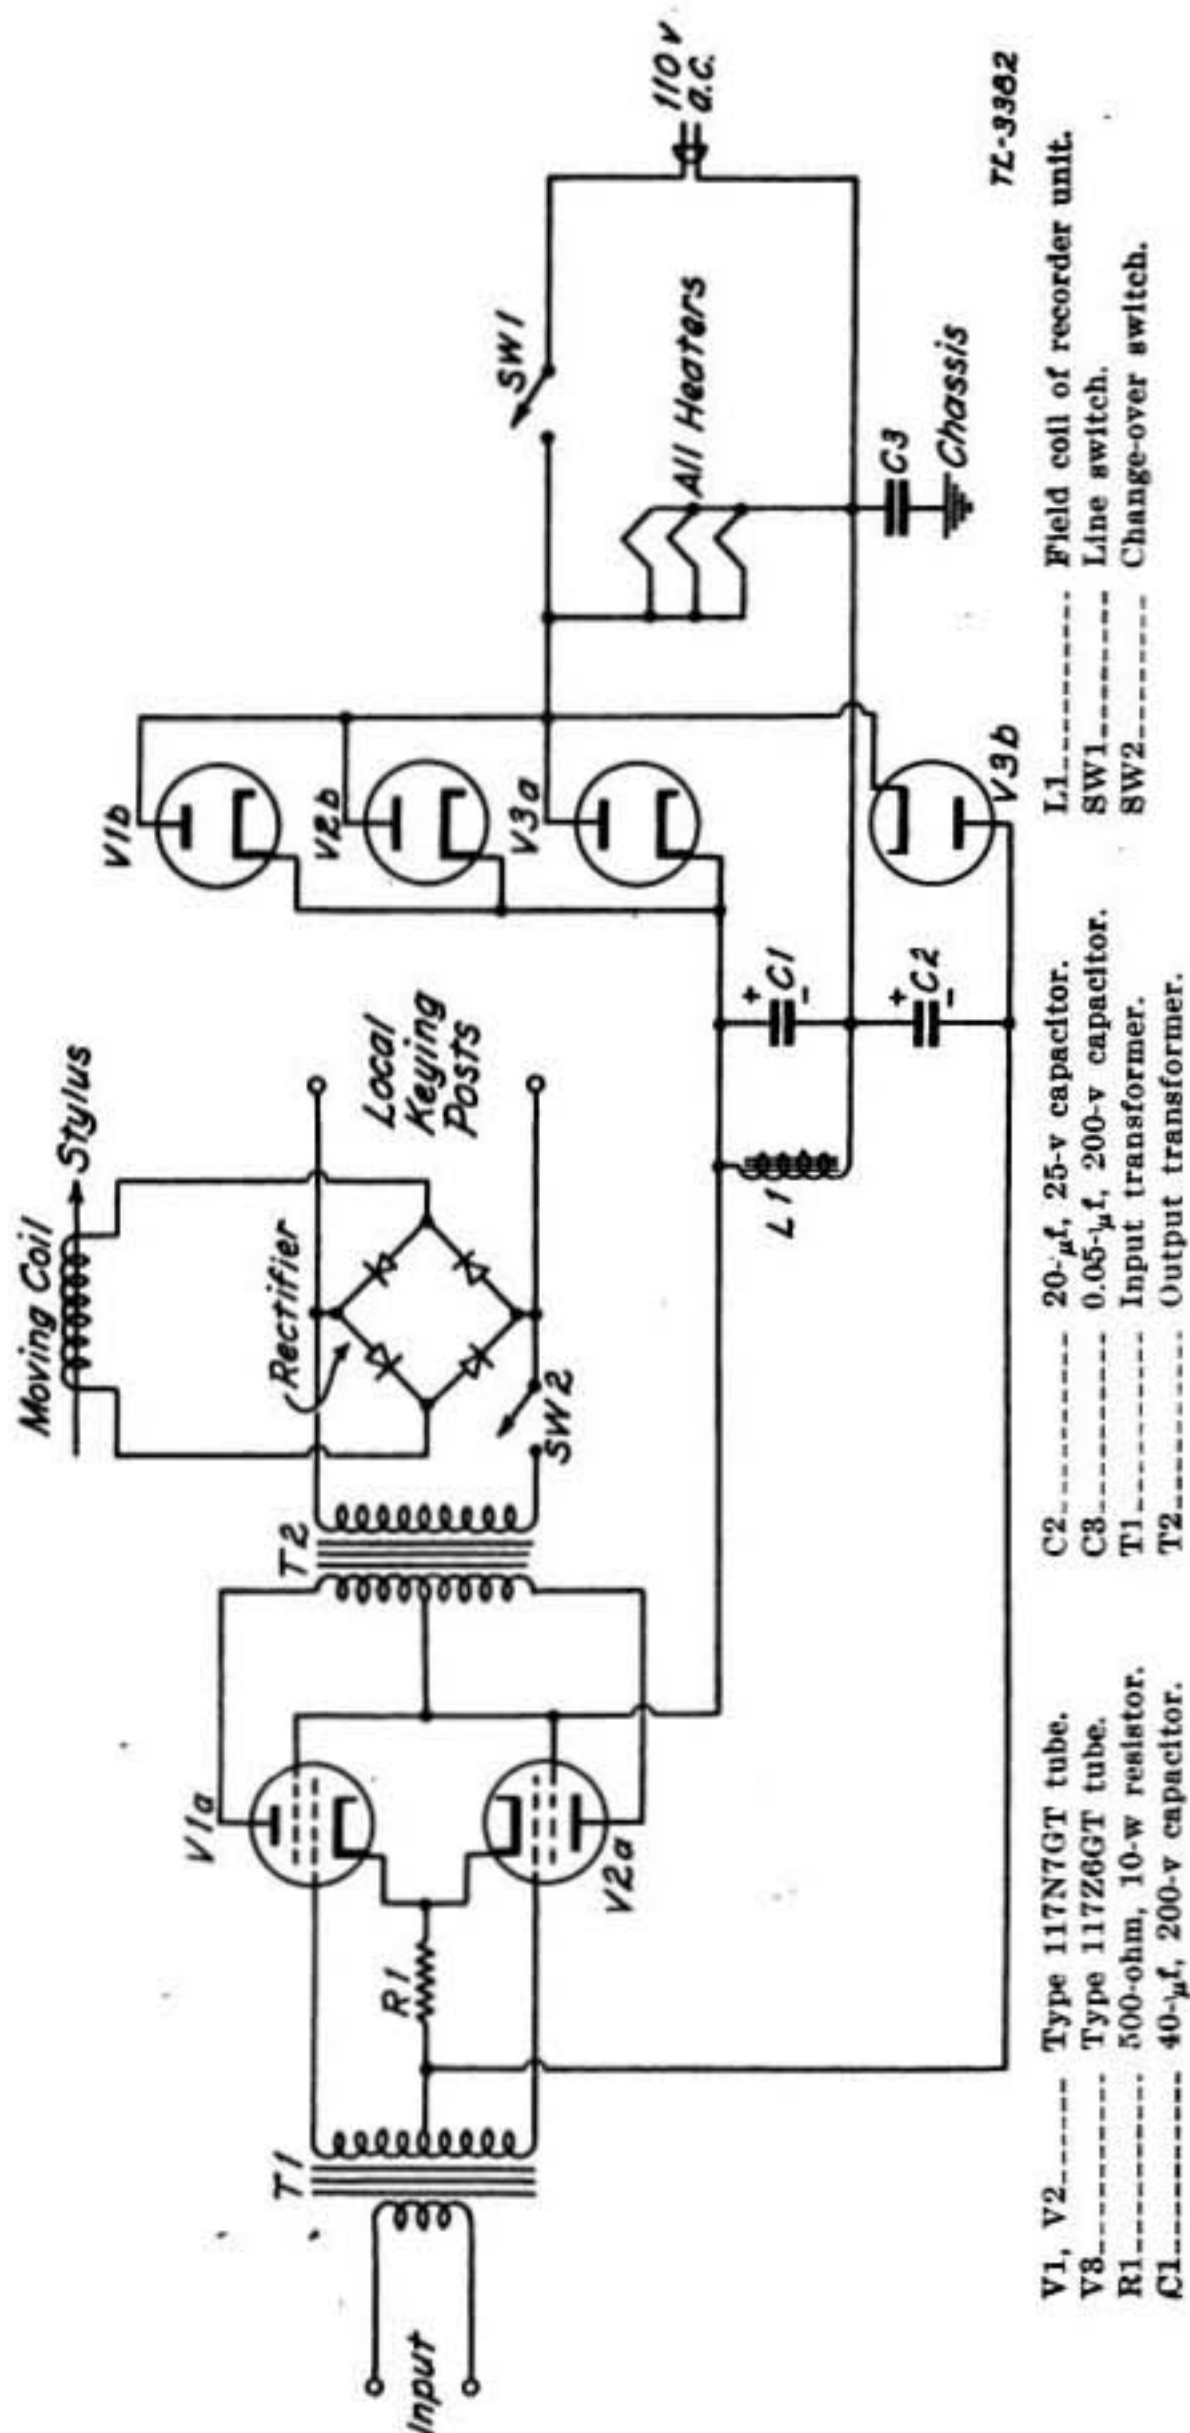 Moving Coil
Stylus
V1a
T2
Rectifier
Local
Keying
Posts
V1b
V2b
V3a
SW1
110v
a.c.
T1
R1
SW2
Input
V2a
All Heaters
L1
C1
+
-
C2
+
-
V3b
C3
Chassis
TL-3382
V1, V2------ Type 117N7GT tube.
V3---------- Type 117Z6GT tube.
R1---------- 500-ohm, 10-w resistor.
C1---------- 40-μf, 200-v capacitor.
C2---------- 20-μf, 25-v capacitor.
C3---------- 0.05-μf, 200-v capacitor.
T1---------- Input transformer.
T2---------- Output transformer.
L1---------- Field coil of recorder unit.
SW1-------- Line switch.
SW2-------- Change-over switch.